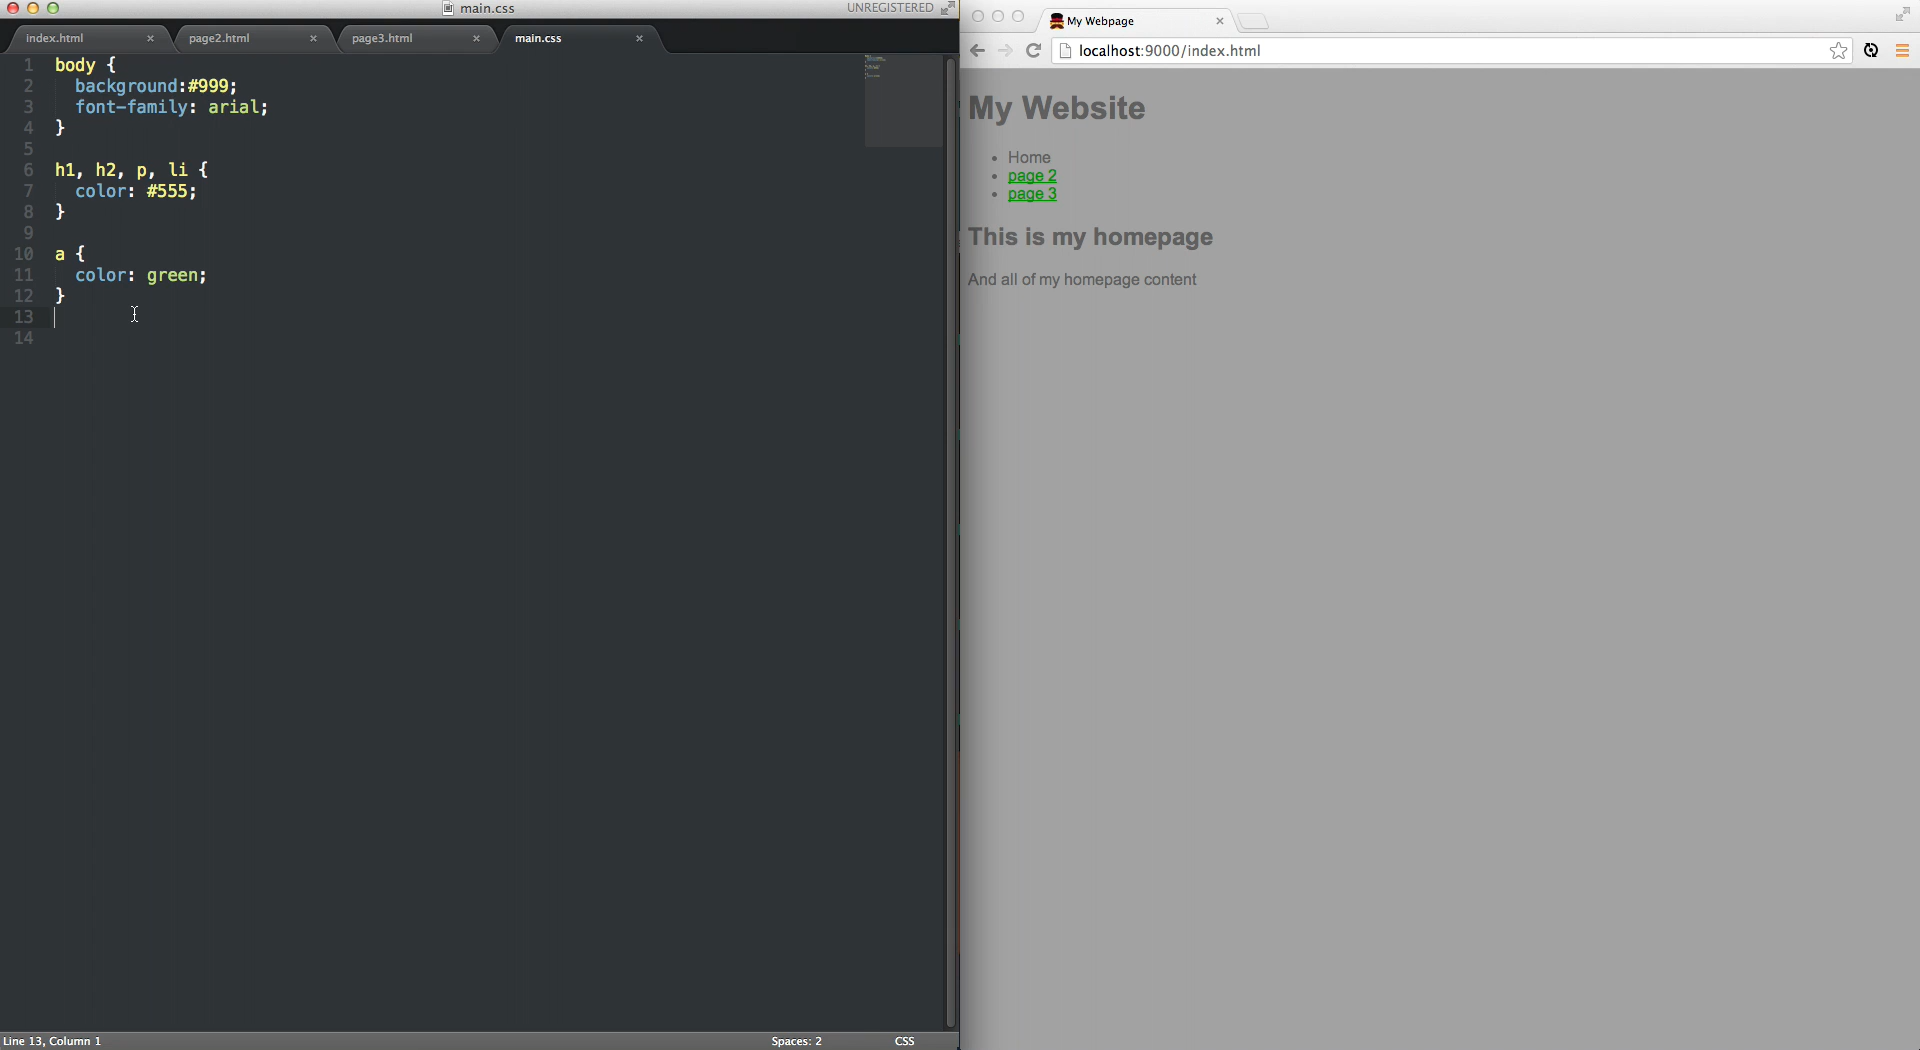 main.css
UNREGISTERED
index.html
page2.html
page3.html
main.css
1 body {
2 background:#999;
3 font-family: arial;
4 }
5
6 h1, h2, p, li {
7 color: #555;
8 }
9
10 a {
11 color: green;
12 }
13
14
Line 13, Column 1
Spaces: 2
CSS
My Webpage
localhost:9000/index.html
My Website
Home
page 2
page 3
This is my homepage
And all of my homepage content